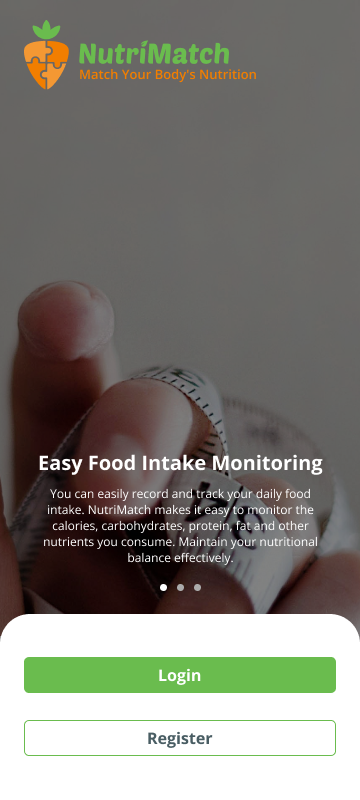 NutríMatch
Match Your Body's Nutrition
Easy Food Intake Monitoring
You can easily record and track your daily food
intake. NutriMatch makes it easy to monitor the
calories, carbohydrates, protein, fat and other
nutrients you consume. Maintain your nutritional
balance effectively.
Login
Register